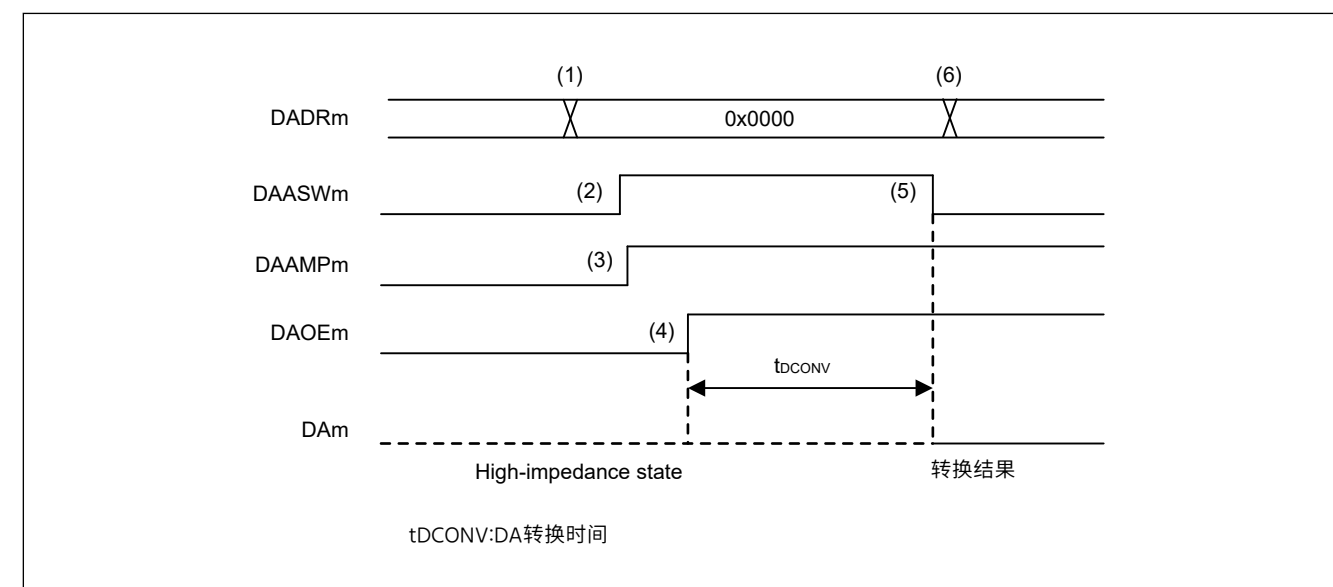 (1) (6)
DADRm 0x0000
DAASWm (2) (5)
DAAMPm (3)
DAOEm (4)
tDCONV
DAm
High-impedance state 转换结果
tDCONV:DA转换时间